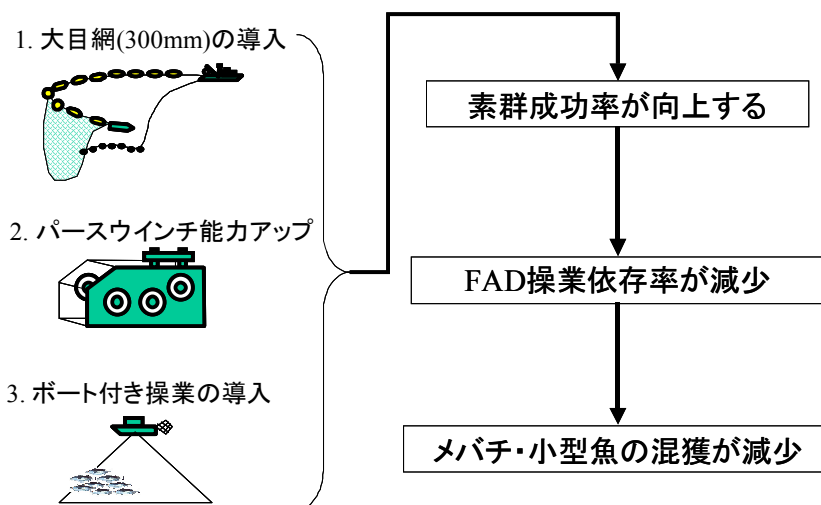 1. 大目網(300mm)の導入
素群成功率が向上する
2. パースウインチ能力アップ
FAD操業依存率が減少
3. ボート付き操業の導入
メバチ・小型魚の混獲が減少